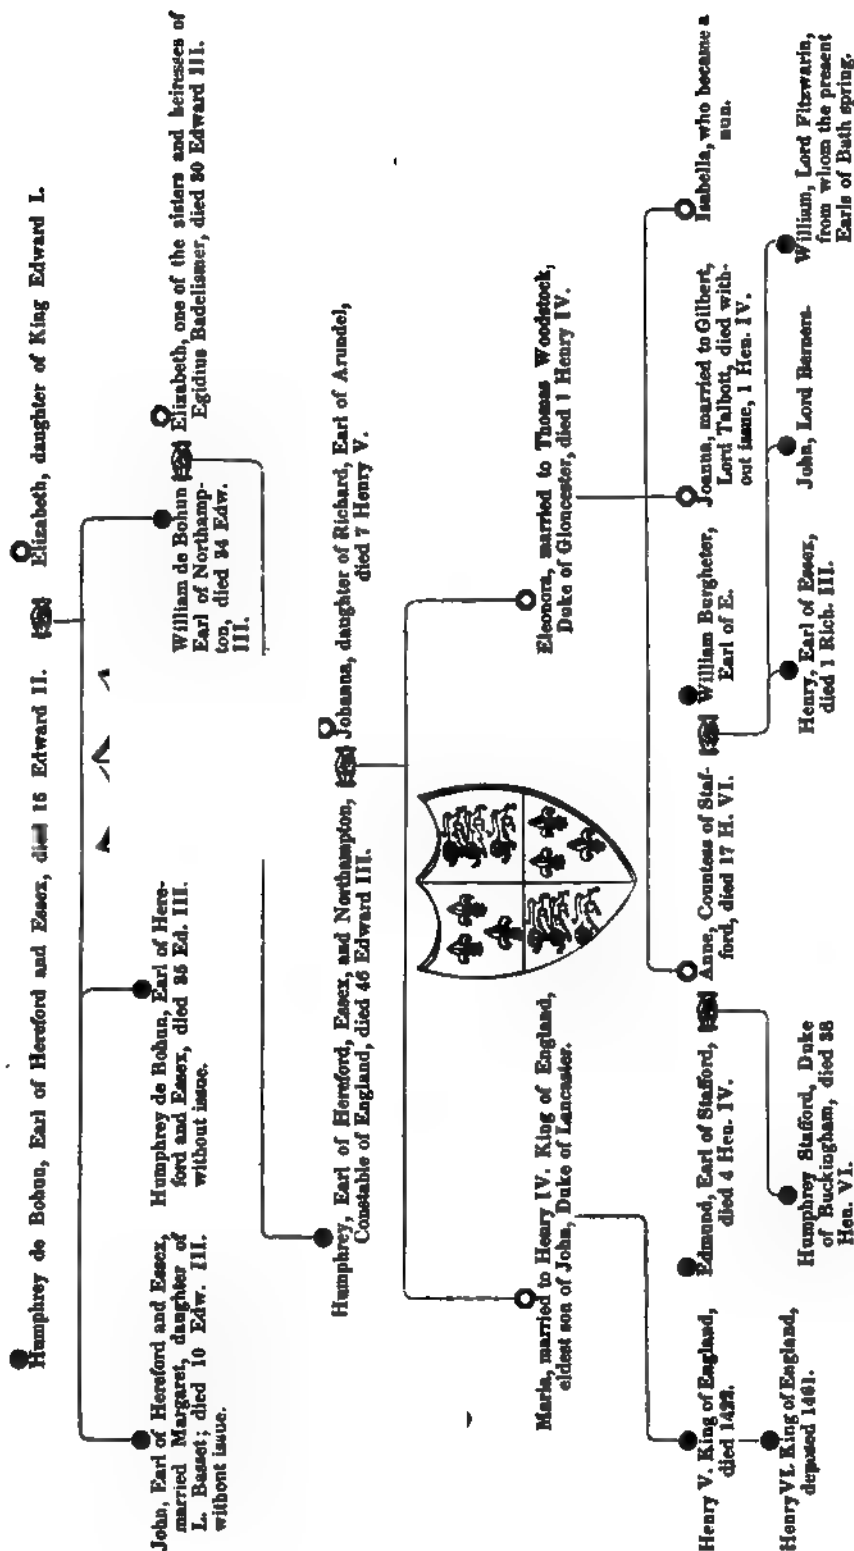 Humphrey de Bohun, Earl of Hereford and Essex, died 15 Edward II.
Elizabeth, daughter of King Edward I.
John, Earl of Hereford and Essex,
married Margaret, daughter of
L. Basset; died 10 Edw. III.
without issue.
Humphrey de Bohun, Earl of Here-
ford and Essex, died 35 Ed. III.
without issue.
William de Bohun
Earl of Northamp-
ton, died 34 Edw.
III.
Elizabeth, one of the sisters and heiresses of
Egidius Badelismer, died 30 Edward III.
Humphrey, Earl of Hereford, Essex, and Northampton,
Constable of England, died 46 Edward III.
Johanna, daughter of Richard, Earl of Arundel,
died 7 Henry V.
Maria, married to Henry IV. King of England,
eldest son of John, Duke of Lancaster.
Eleonora, married to Thomas Woodstock,
Duke of Gloncester, died 1 Henry IV.
Henry V. King of England,
died 1422.
Edmund, Earl of Stafford,
died 4 Hen. IV.
Anne, Countess of Staf-
ford, died 17 H. VI.
William Burgheter,
Earl of E.
Joanna, married to Gilbert,
Lord Talbott, died with-
out issue, 1 Hen. IV.
Isabella, who became a
nun.
Henry VI. King of England,
deposed 1461.
Humphrey Stafford, Duke
of Buckingham, died 38
Hen. VI.
Henry, Earl of Essex,
died 1 Rich. III.
John, Lord Berners.
William, Lord Fitzwarin,
from whom the present
Earls of Bath spring.